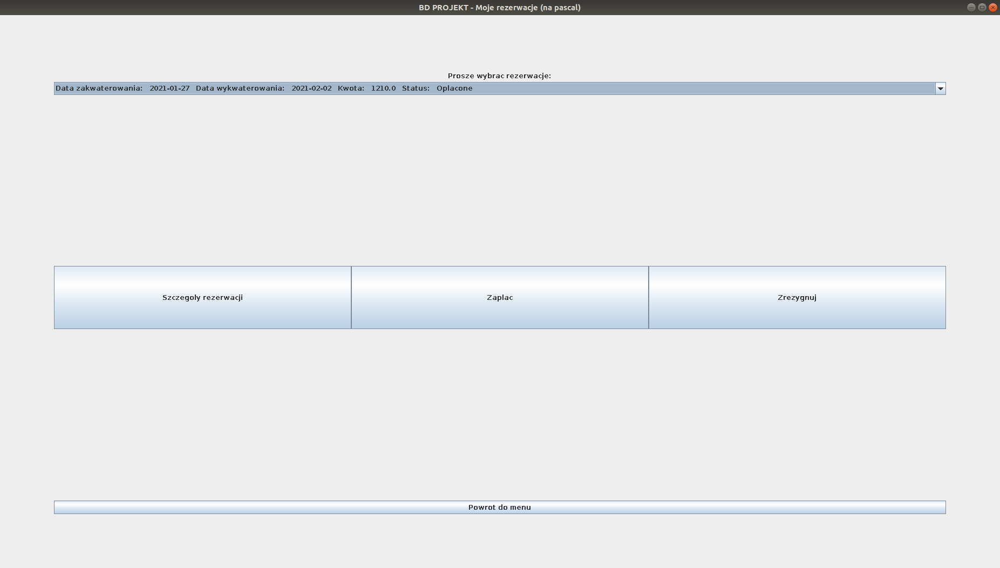 BD PROJEKT - Moje rezerwacje (na pascal)
Prosze wybrac rezerwacje:
Data zakwaterowania: 2021-01-27 Data wykwaterowania: 2021-02-02 Kwota: 1210.0 Status: Oplacone
Szczegoly rezerwacji
Zaplac
Zrezygnuj
Powrot do menu